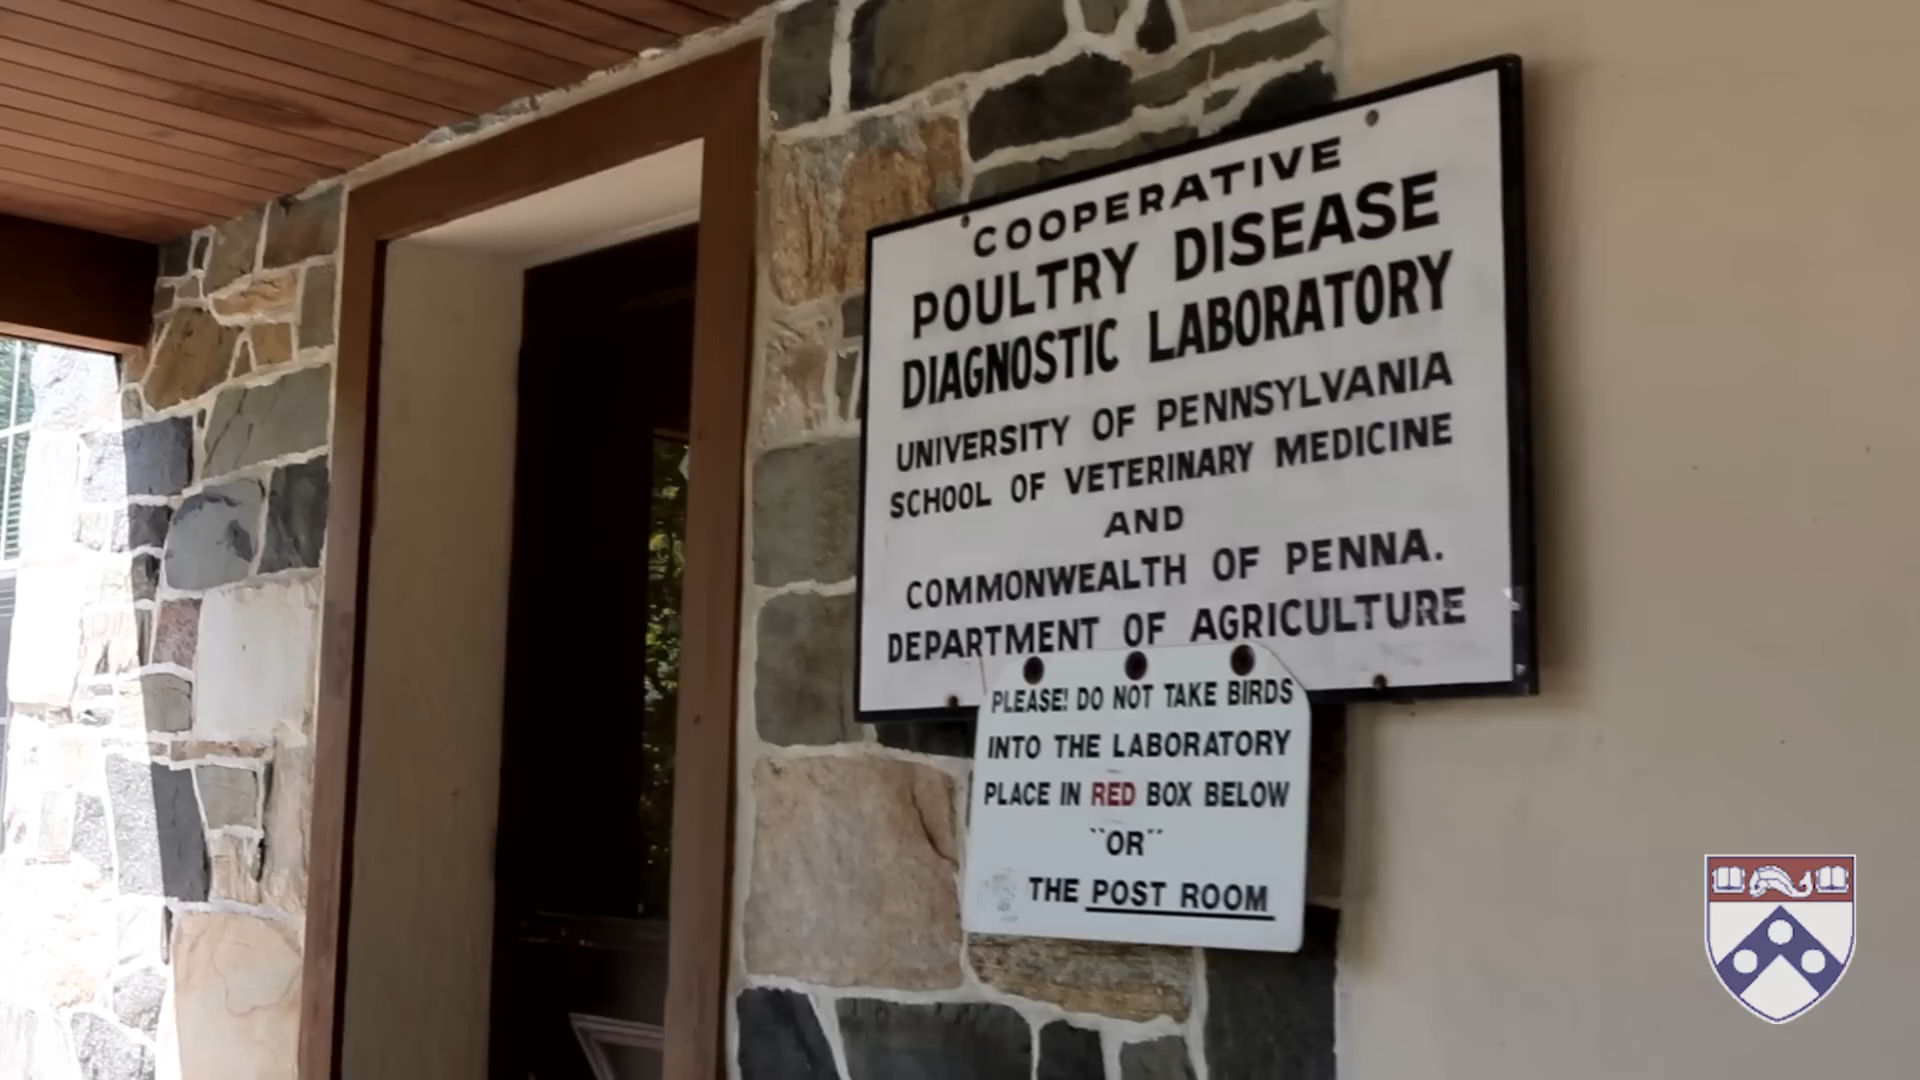 COOPERATIVE
POULTRY DISEASE
DIAGNOSTIC LABORATORY
UNIVERSITY OF PENNSYLVANIA
SCHOOL OF VETERINARY MEDICINE
AND
COMMONWEALTH OF PENNA.
DEPARTMENT OF AGRICULTURE
PLEASE! DO NOT TAKE BIRDS
INTO THE LABORATORY
PLACE IN RED BOX BELOW
"OR"
THE POST ROOM